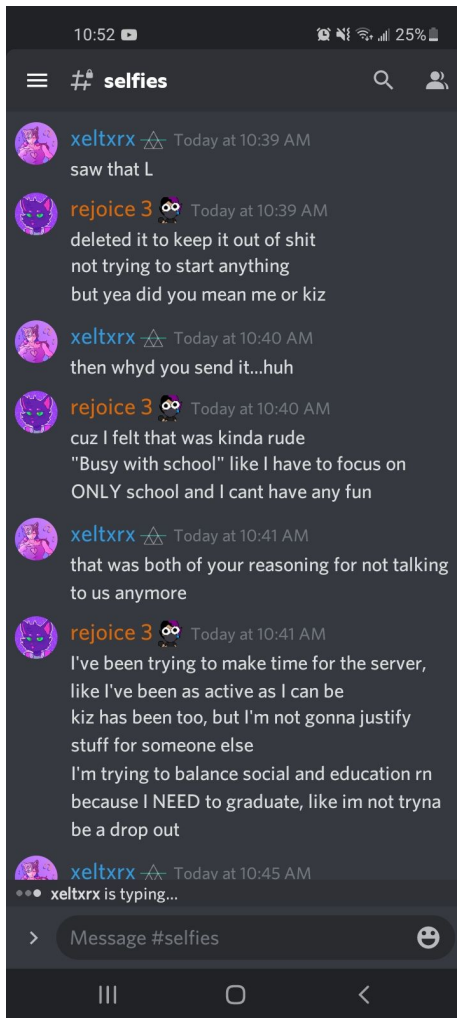 10:52
25%
selfies
xeltxrx Today at 10:39 AM
saw that L
rejoice 3 Today at 10:39 AM
deleted it to keep it out of shit
not trying to start anything
but yea did you mean me or kiz
xeltxrx Today at 10:40 AM
then whyd you send it...huh
rejoice 3 Today at 10:40 AM
cuz I felt that was kinda rude
"Busy with school" like I have to focus on
ONLY school and I cant have any fun
xeltxrx Today at 10:41 AM
that was both of your reasoning for not talking
to us anymore
rejoice 3 Today at 10:41 AM
I've been trying to make time for the server,
like I've been as active as I can be
kiz has been too, but I'm not gonna justify
stuff for someone else
I'm trying to balance social and education rn
because I NEED to graduate, like im not tryna
be a drop out
xeltxrx Today at 10:45 AM
xeltxrx is typing...
Message #selfies